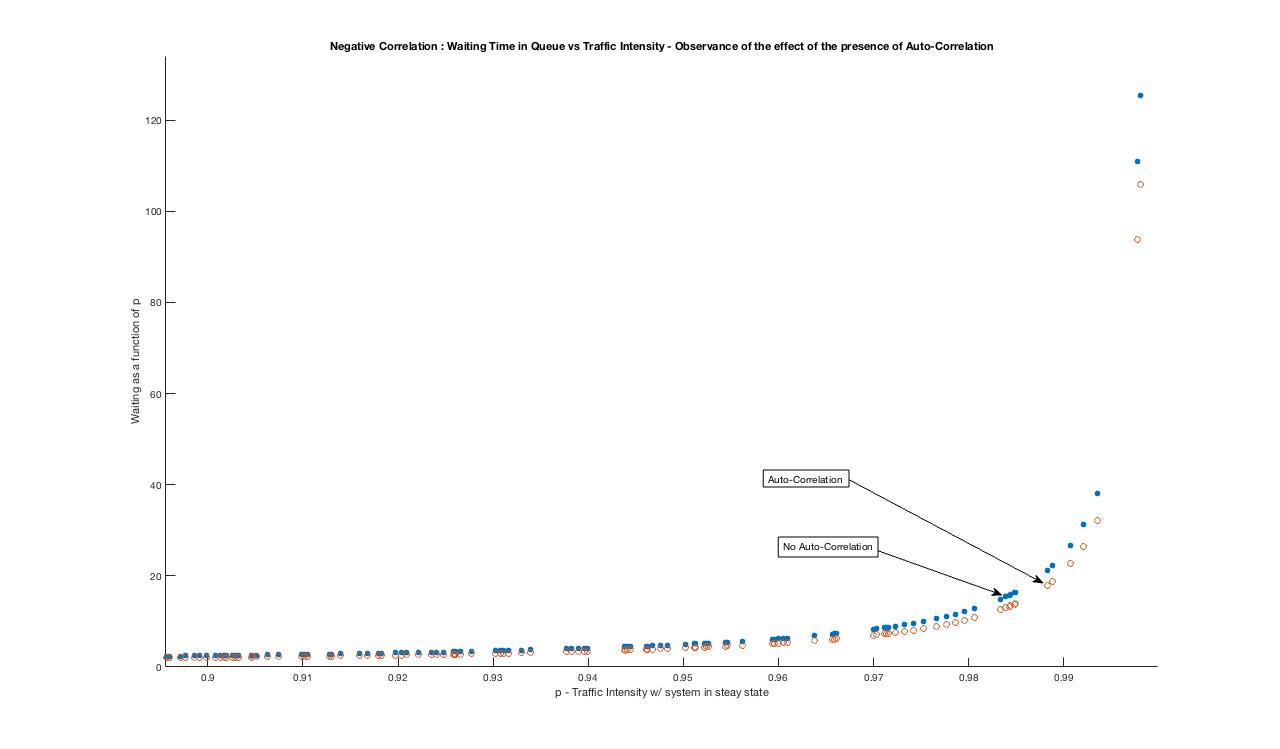 Negative Correlation : Waiting Time in Queue vs Traffic Intensity - Observance of the effect of the presence of Auto-Correlation
120
100
80
60
40
20
0
Waiting as a function of p
Auto-Correlation
No Auto-Correlation
0.9 0.91 0.92 0.93 0.94 0.95 0.96 0.97 0.98 0.99
p - Traffic Intensity w/ system in steay state